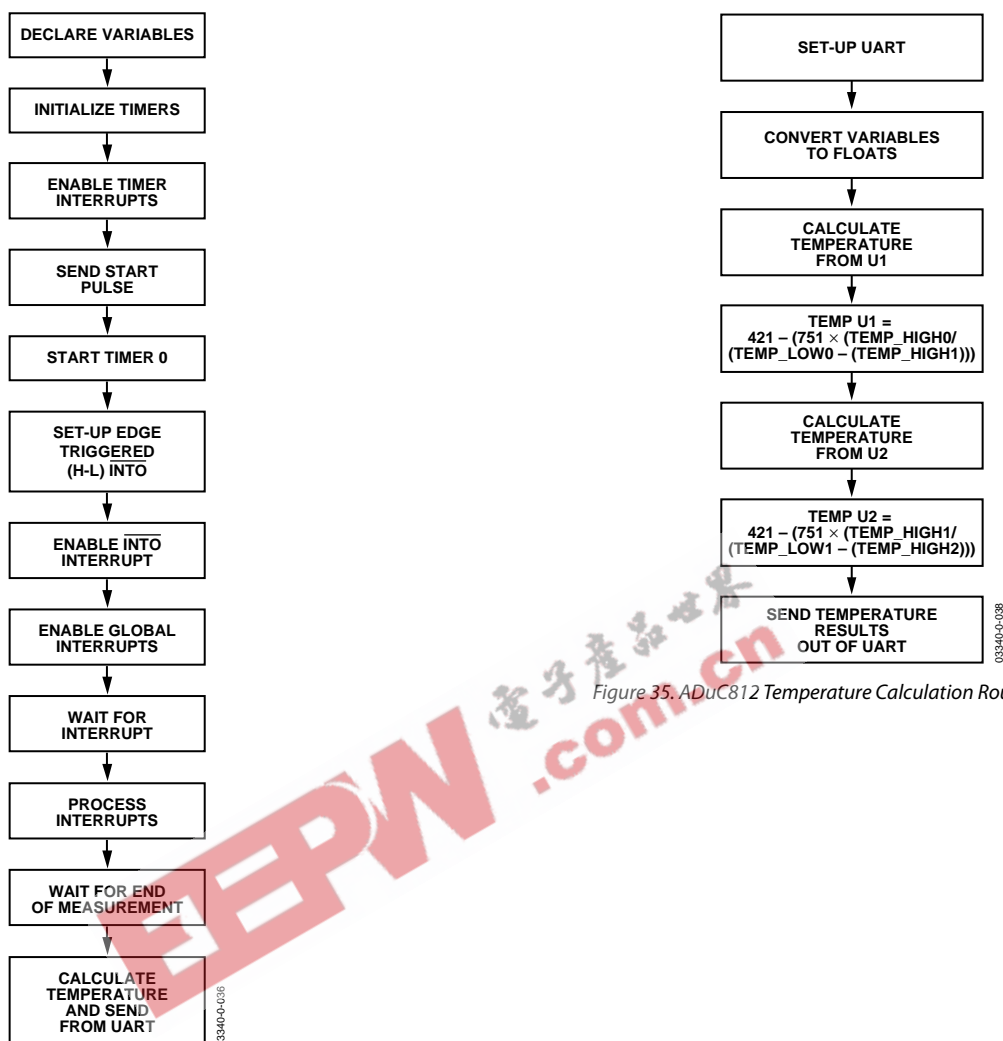 DECLARE VARIABLES
INITIALIZE TIMERS
ENABLE TIMER
INTERRUPTS
SEND START
PULSE
START TIMER 0
SET-UP EDGE
TRIGGERED
(H-L) INTO
ENABLE INTO
INTERRUPT
ENABLE GLOBAL
INTERRUPTS
WAIT FOR
INTERRUPT
PROCESS
INTERRUPTS
WAIT FOR END
OF MEASUREMENT
CALCULATE
TEMPERATURE
AND SEND
FROM UART
3340-0-036
SET-UP UART
CONVERT VARIABLES
TO FLOATS
CALCULATE
TEMPERATURE
FROM U1
TEMP U1 =
421 – (751 × (TEMP_HIGH0/
(TEMP_LOW0 – (TEMP_HIGH1)))
CALCULATE
TEMPERATURE
FROM U2
TEMP U2 =
421 – (751 × (TEMP_HIGH1/
(TEMP_LOW1 – (TEMP_HIGH2)))
SEND TEMPERATURE
RESULTS
OUT OF UART
03340-0-038
Figure 35. ADuC812 Temperature Calculation Rou
電子產品世界
EEPW
.com.cn